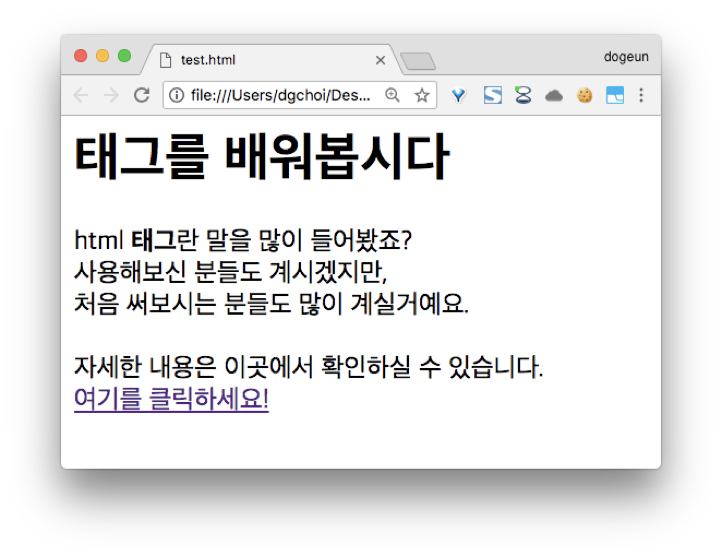 test.html
dogeun
file:///Users/dgchoi/Des...
태그를 배워봅시다
html 태그란 말을 많이 들어봤죠?
사용해보신 분들도 계시겠지만,
처음 써보시는 분들도 많이 계실거예요.
자세한 내용은 이곳에서 확인하실 수 있습니다.
여기를 클릭하세요!